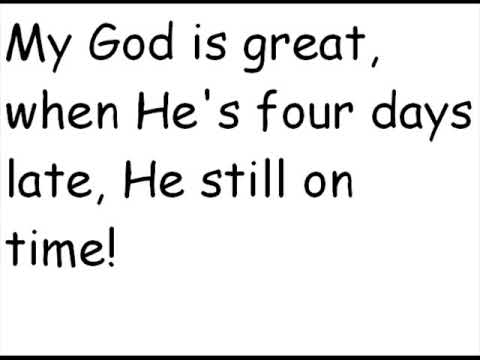 My God is great,
when He's four days
late, He still on
time!